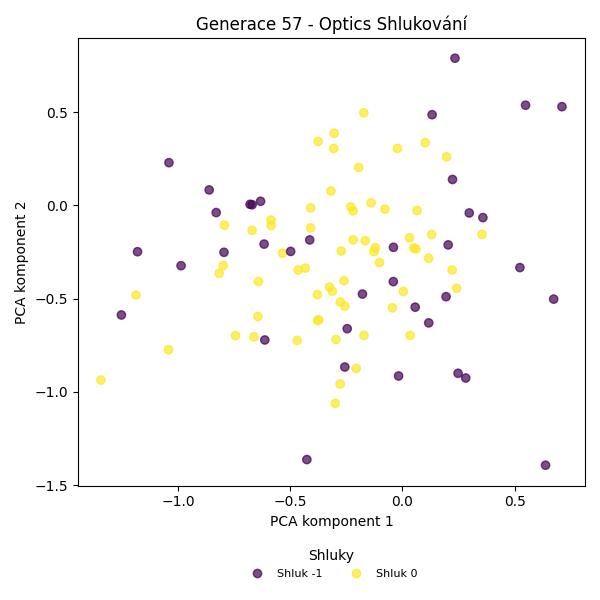 Generace 57 - Optics Shlukování
PCA komponent 2
0.5
0.0
−0.5
−1.0
−1.5
−1.0
−0.5
0.0
0.5
PCA komponent 1
Shluky
Shluk -1
Shluk 0